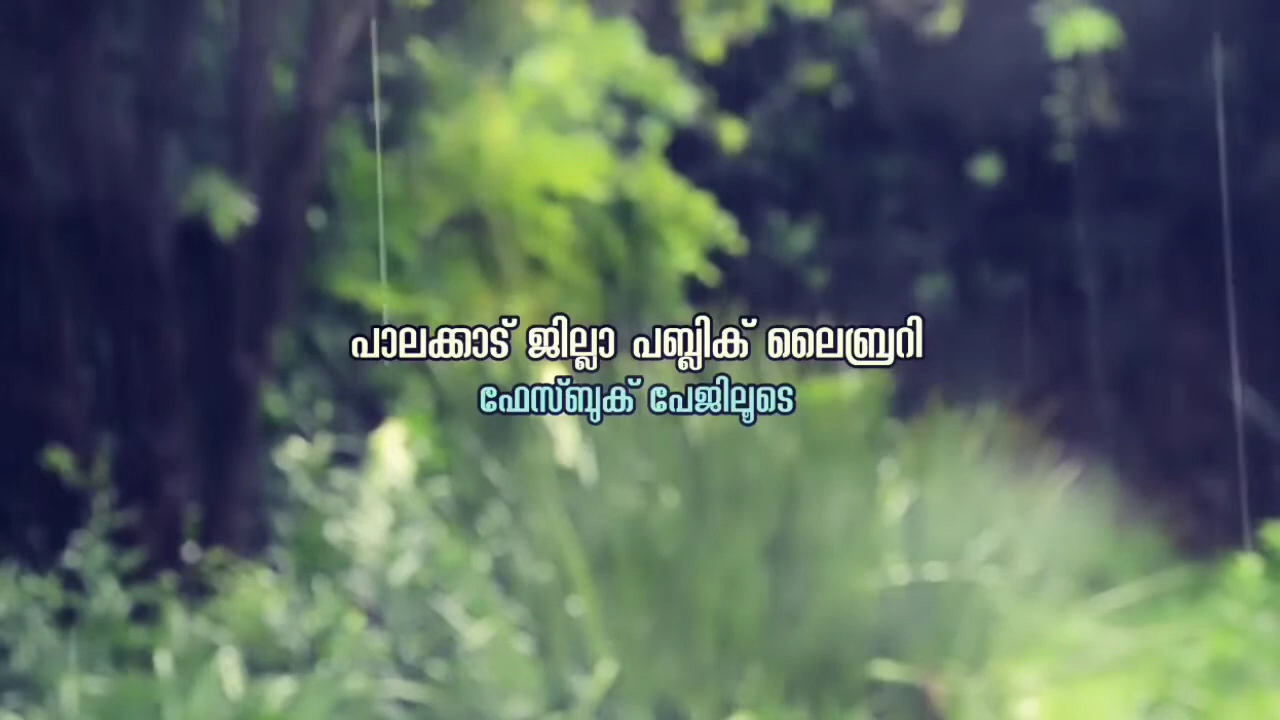 പാലക്കാട് ജില്ലാ പബ്ലിക് ലൈബ്രറി
ഫേസ്ബുക് പേജിലൂടെ